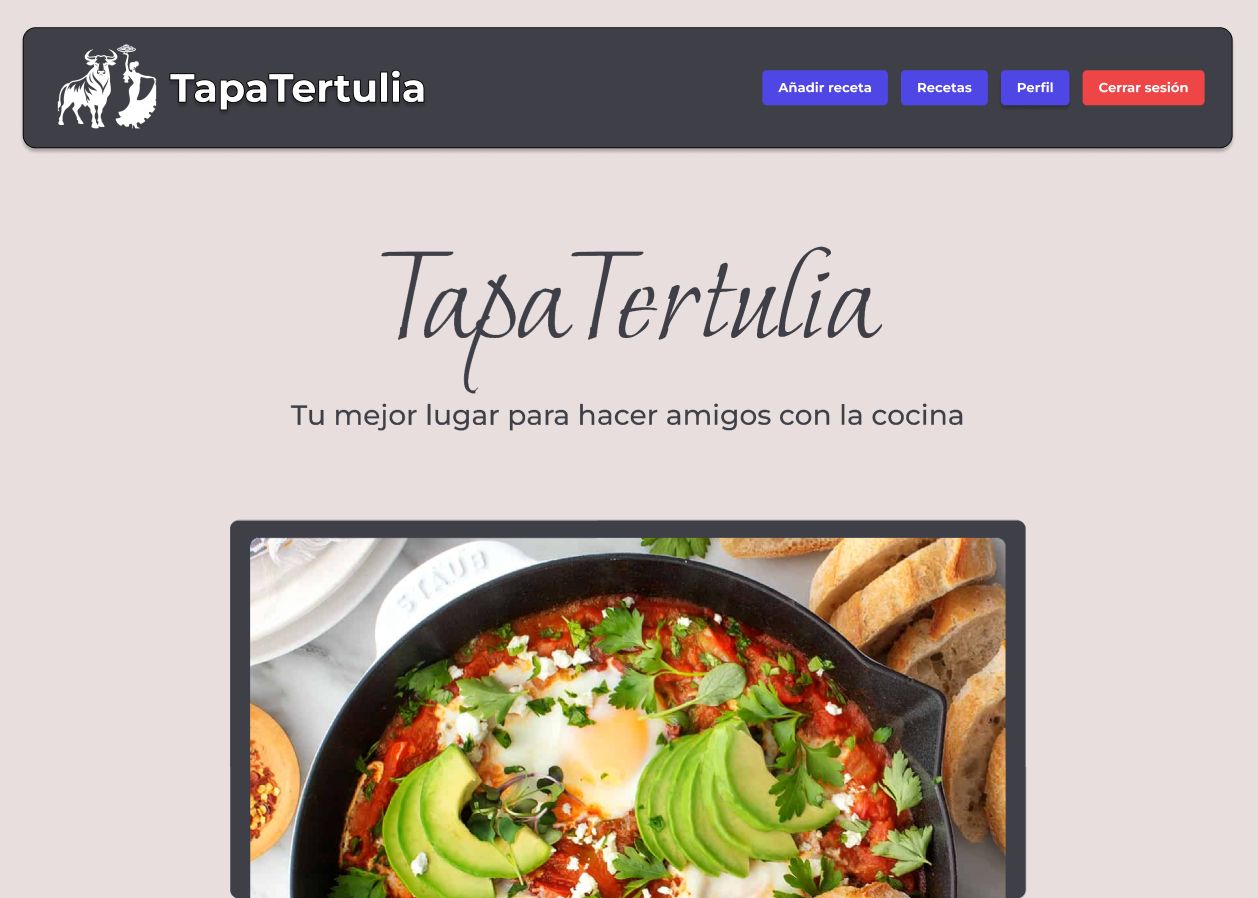 TapaTertulia
Añadir receta
Recetas
Perfil
Cerrar sesión
TapaTertulia
Tu mejor lugar para hacer amigos con la cocina
STAUB